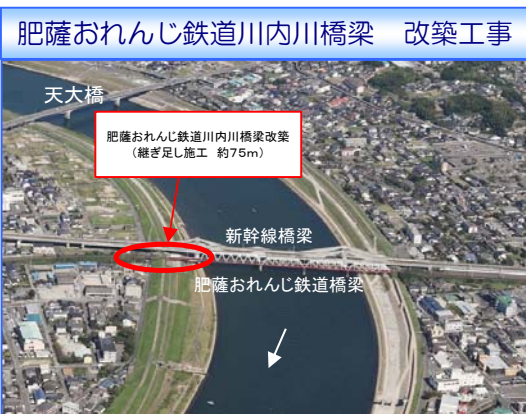 肥薩おれんじ鉄道川内川橋梁　改築工事
天大橋
肥薩おれんじ鉄道川内川橋梁改築
（継ぎ足し施工　約75m）
新幹線橋梁
肥薩おれんじ鉄道橋梁